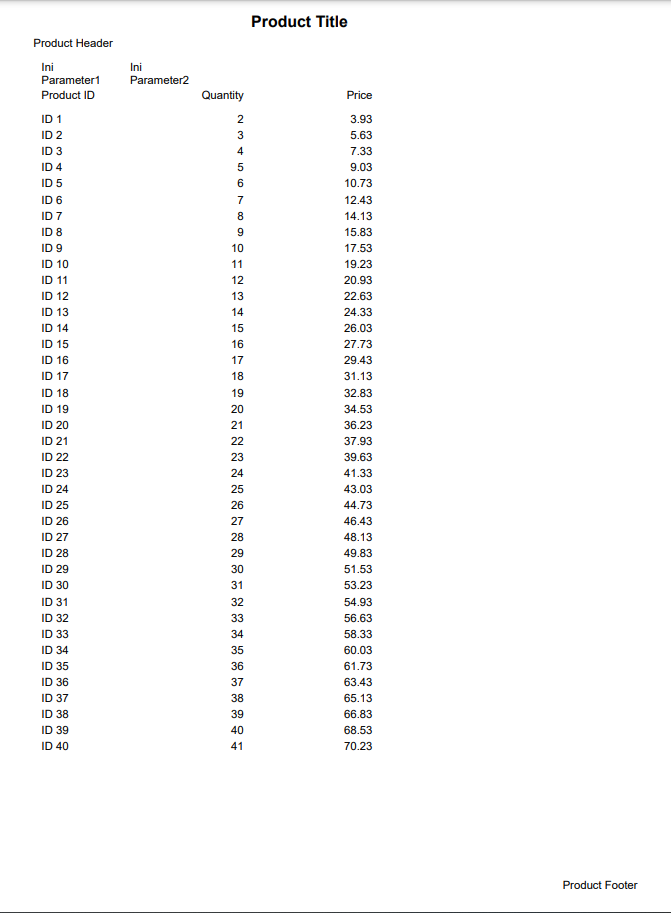 Product Title
Product Header
Ini Ini
Parameter1 Parameter2
Product ID Quantity Price
ID 1 2 3.93
ID 2 3 5.63
ID 3 4 7.33
ID 4 5 9.03
ID 5 6 10.73
ID 6 7 12.43
ID 7 8 14.13
ID 8 9 15.83
ID 9 10 17.53
ID 10 11 19.23
ID 11 12 20.93
ID 12 13 22.63
ID 13 14 24.33
ID 14 15 26.03
ID 15 16 27.73
ID 16 17 29.43
ID 17 18 31.13
ID 18 19 32.83
ID 19 20 34.53
ID 20 21 36.23
ID 21 22 37.93
ID 22 23 39.63
ID 23 24 41.33
ID 24 25 43.03
ID 25 26 44.73
ID 26 27 46.43
ID 27 28 48.13
ID 28 29 49.83
ID 29 30 51.53
ID 30 31 53.23
ID 31 32 54.93
ID 32 33 56.63
ID 33 34 58.33
ID 34 35 60.03
ID 35 36 61.73
ID 36 37 63.43
ID 37 38 65.13
ID 38 39 66.83
ID 39 40 68.53
ID 40 41 70.23
Product Footer